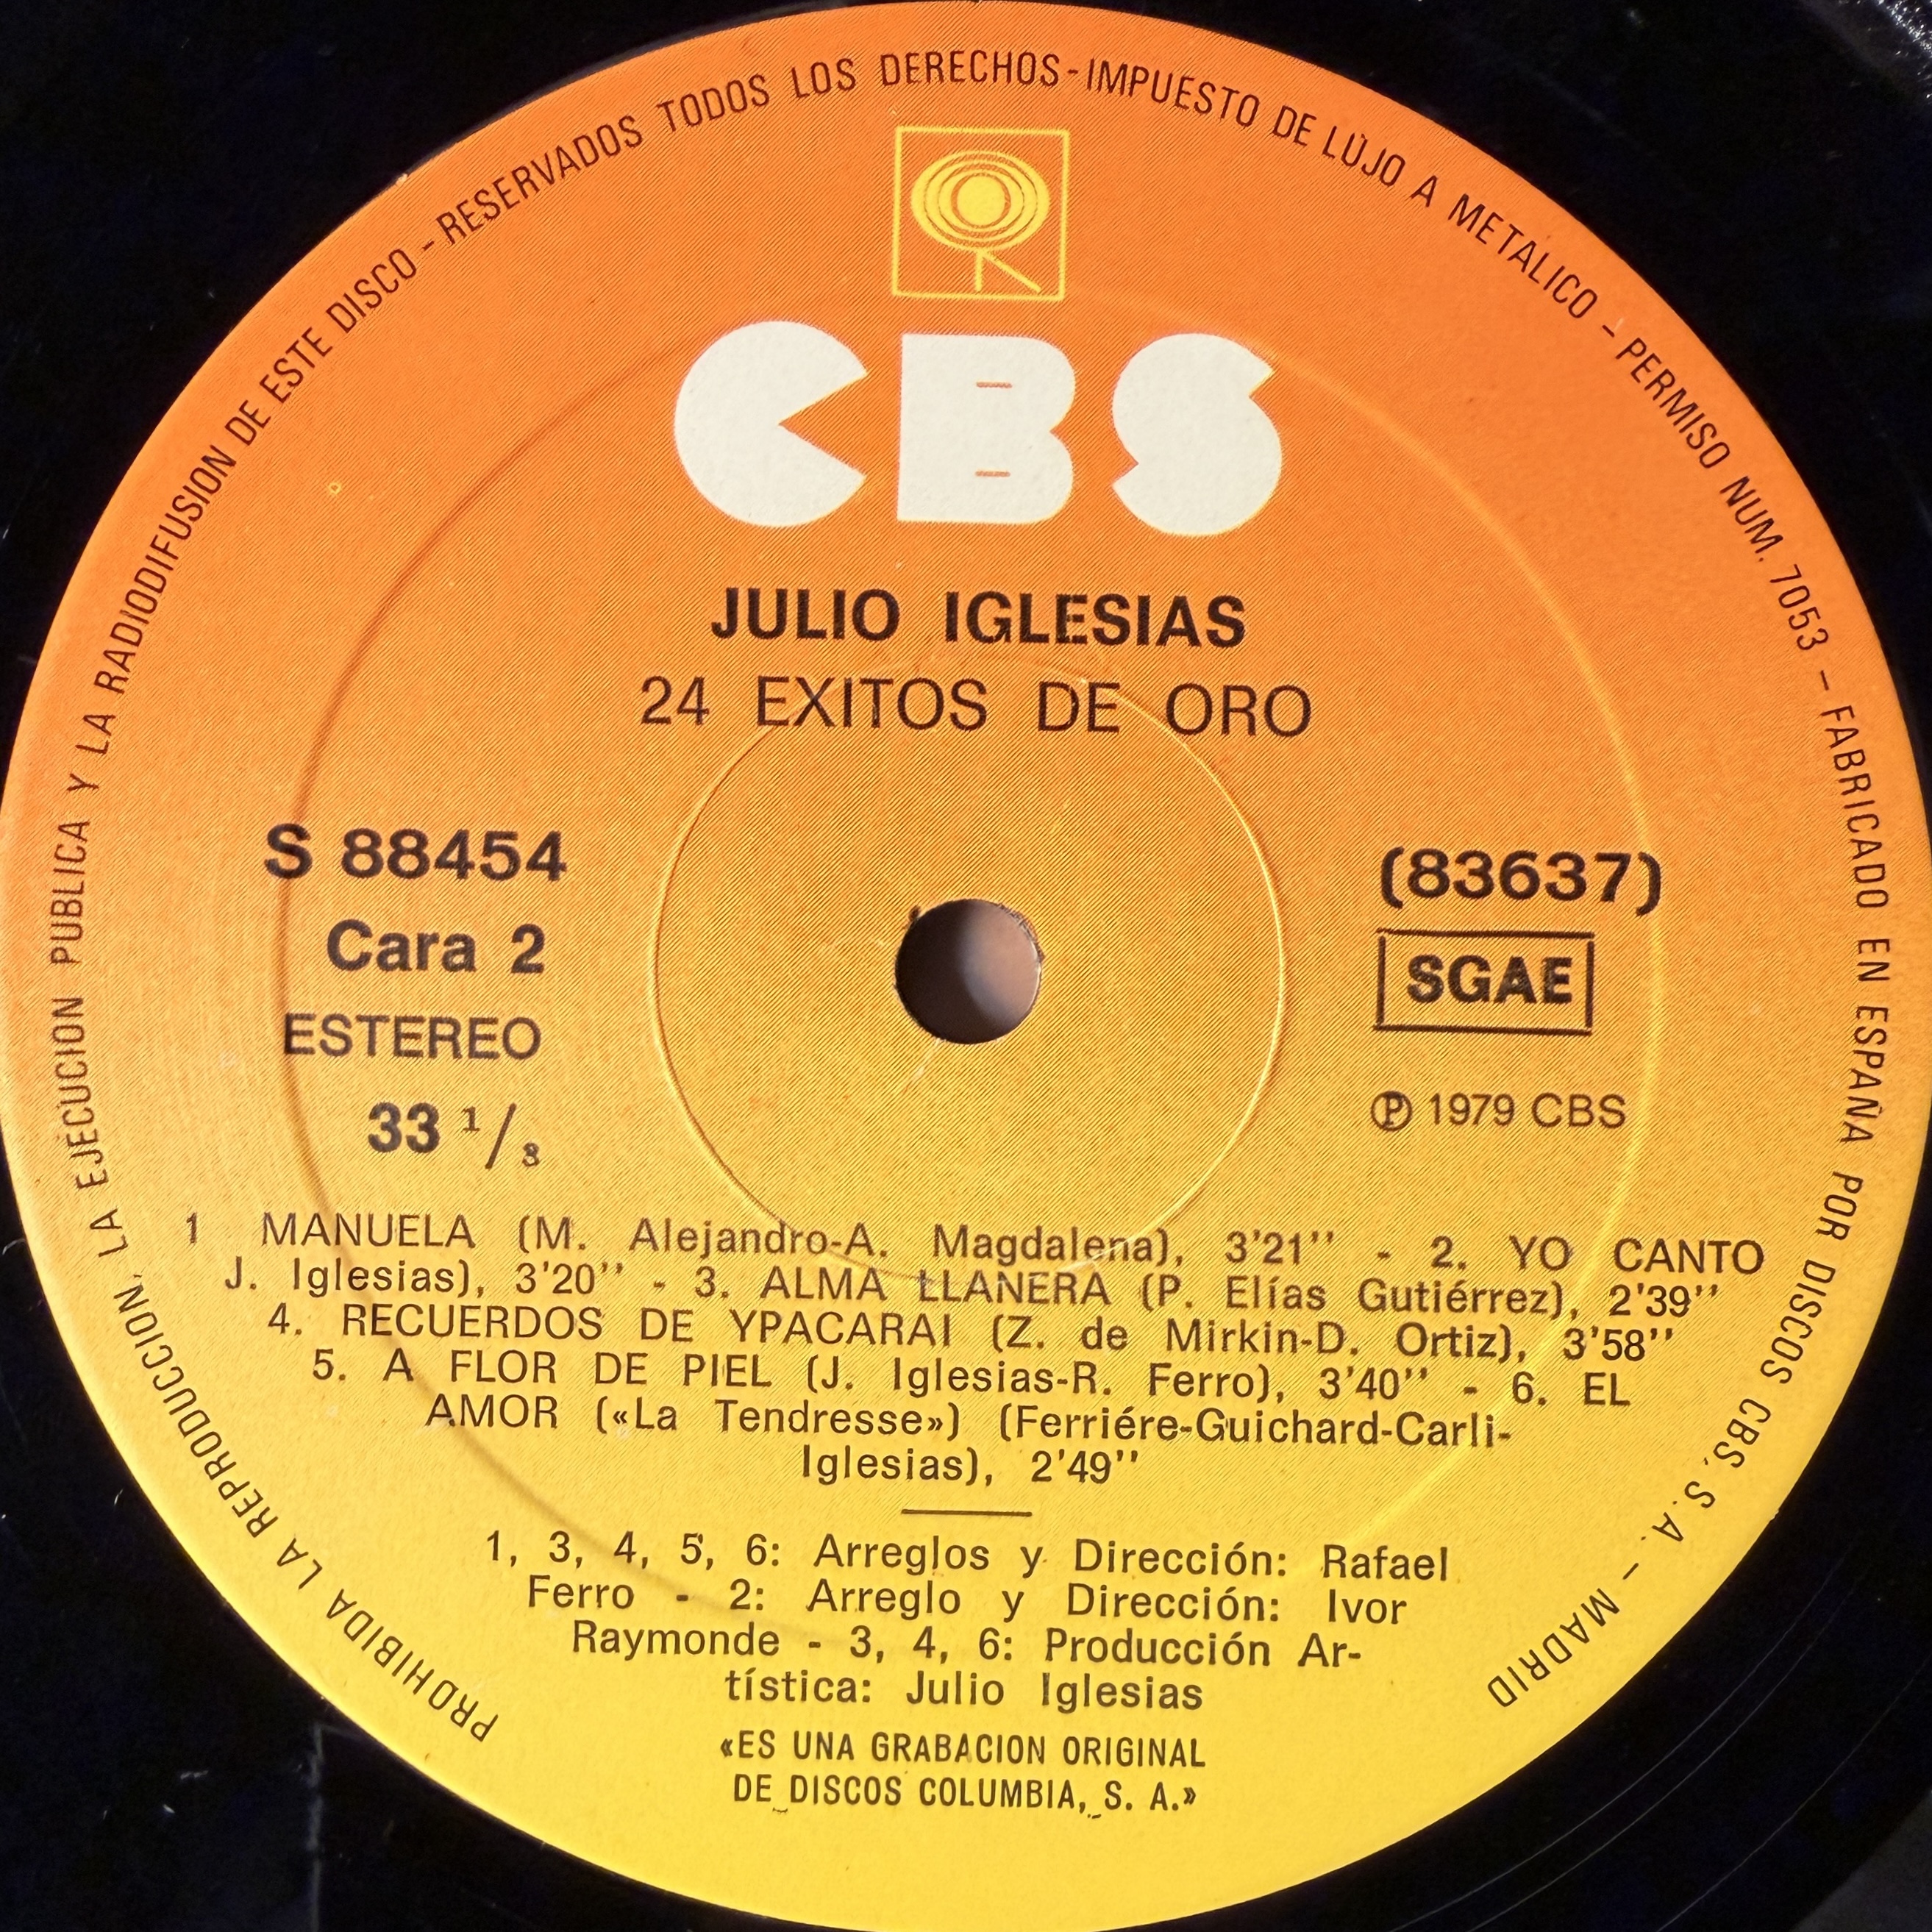 PROHIBIDA LA REPRODUCCION, LA EJECUCION PUBLICA Y LA RADIODIFUSION DE ESTE DISCO - RESERVADOS TODOS LOS DERECHOS - IMPUESTO DE LUJO A METALICO - PERMISO NUM. 7053 - FABRICADO EN ESPAÑA POR DISCOS CBS, S. A. - MADRID
CBS
JULIO IGLESIAS
24 EXITOS DE ORO
S 88454
Cara 2
ESTEREO
33 1/3
(83637)
SGAE
℗ 1979 CBS
1 MANUELA (M. Alejandro-A. Magdalena), 3'21'' - 2. YO CANTO
J. Iglesias), 3'20'' - 3. ALMA LLANERA (P. Elías Gutiérrez), 2'39''
4. RECUERDOS DE YPACARAI (Z. de Mirkin-D. Ortiz), 3'58''
5. A FLOR DE PIEL (J. Iglesias-R. Ferro), 3'40'' - 6. EL
AMOR («La Tendresse») (Ferriére-Guichard-Carli-
Iglesias), 2'49''
1, 3, 4, 5, 6: Arreglos y Dirección: Rafael
Ferro - 2: Arreglo y Dirección: Ivor
Raymonde - 3, 4, 6: Producción Ar-
tística: Julio Iglesias
«ES UNA GRABACION ORIGINAL
DE DISCOS COLUMBIA, S. A.»